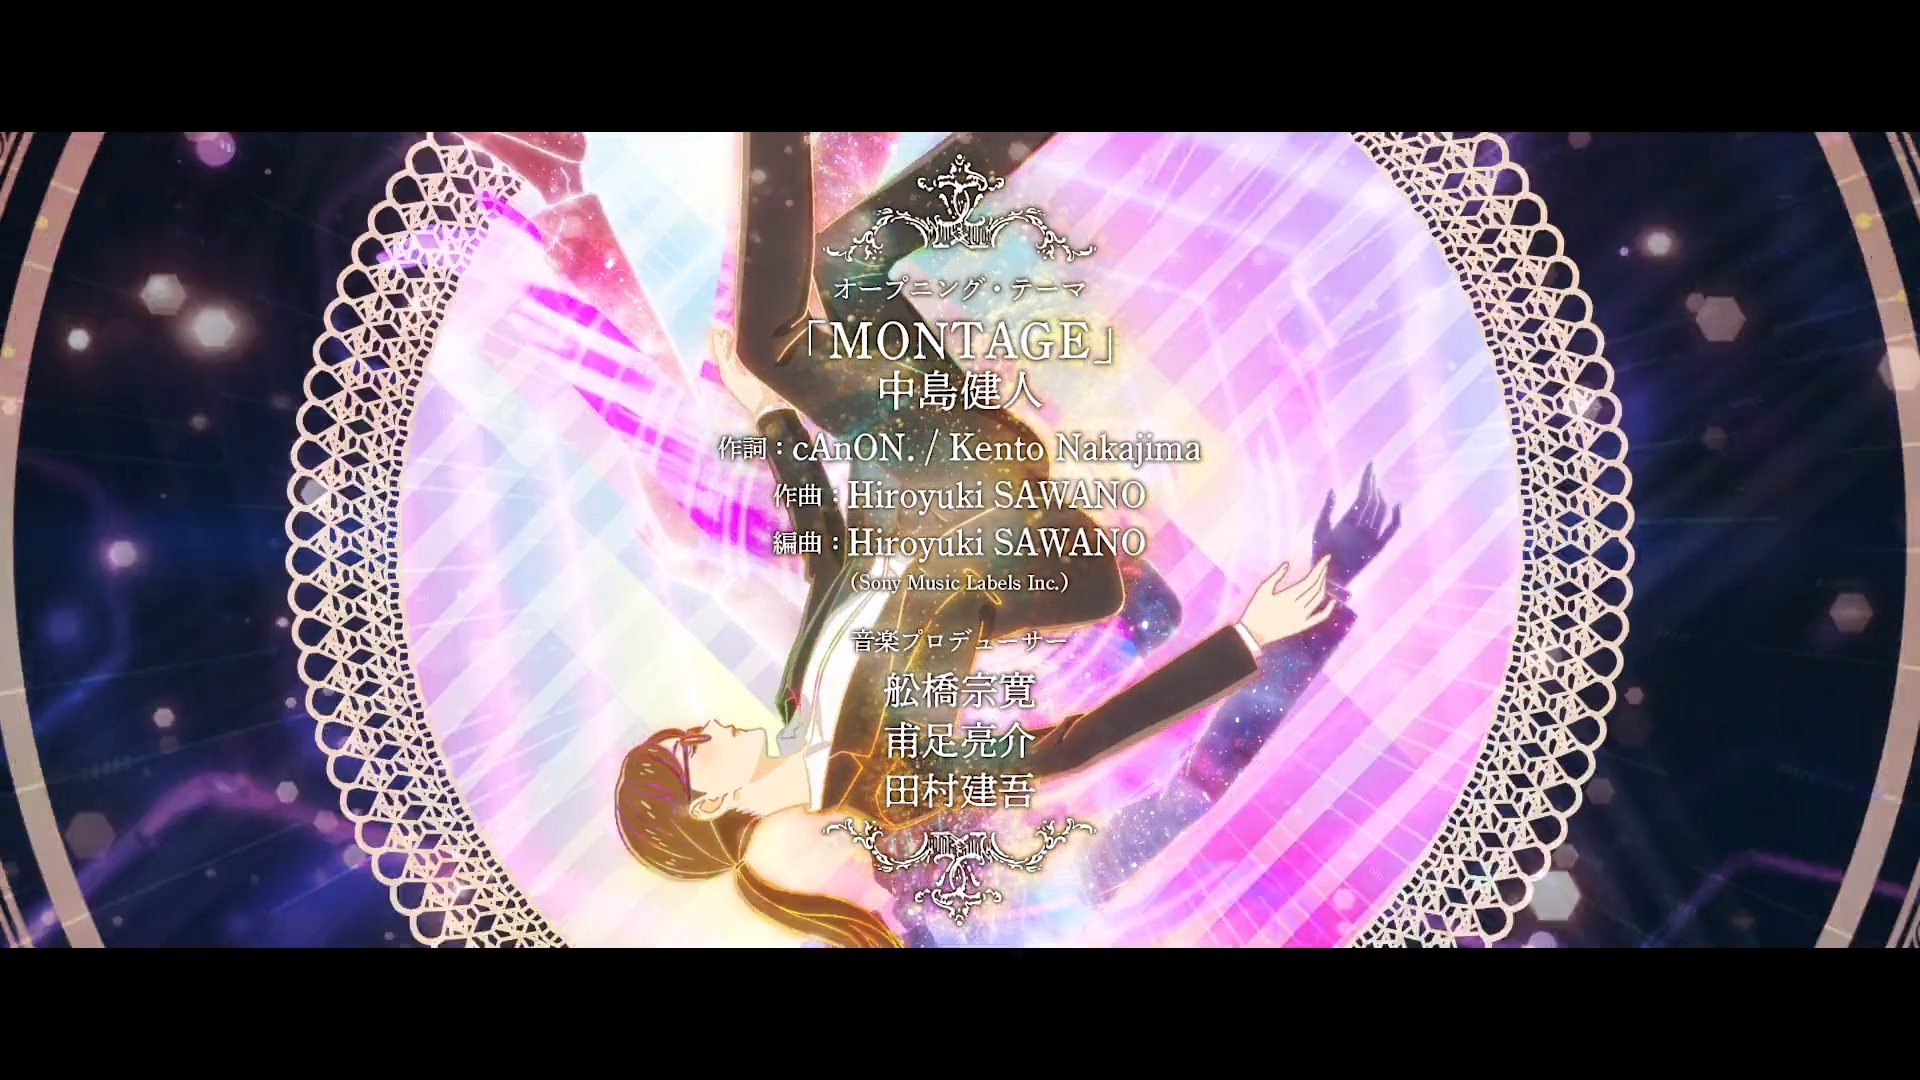 オープニング・テーマ
「MONTAGE」
中島健人
作詞：cAnON. / Kento Nakajima
作曲：Hiroyuki SAWANO
編曲：Hiroyuki SAWANO
(Sony Music Labels Inc.)
音楽プロデューサー
舩橋宗寛
甫足亮介
田村建吾